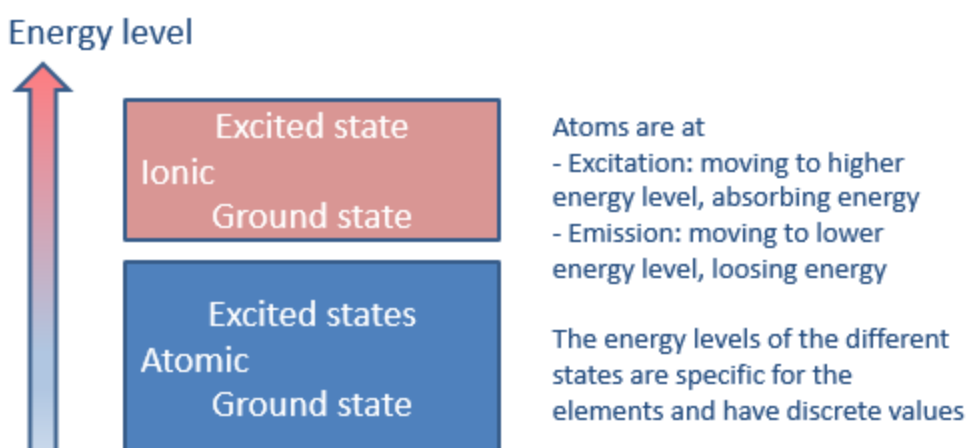 Energy level
Excited state
Ionic
Ground state
Excited states
Atomic
Ground state
Atoms are at
- Excitation: moving to higher
energy level, absorbing energy
- Emission: moving to lower
energy level, loosing energy
The energy levels of the different
states are specific for the
elements and have discrete values